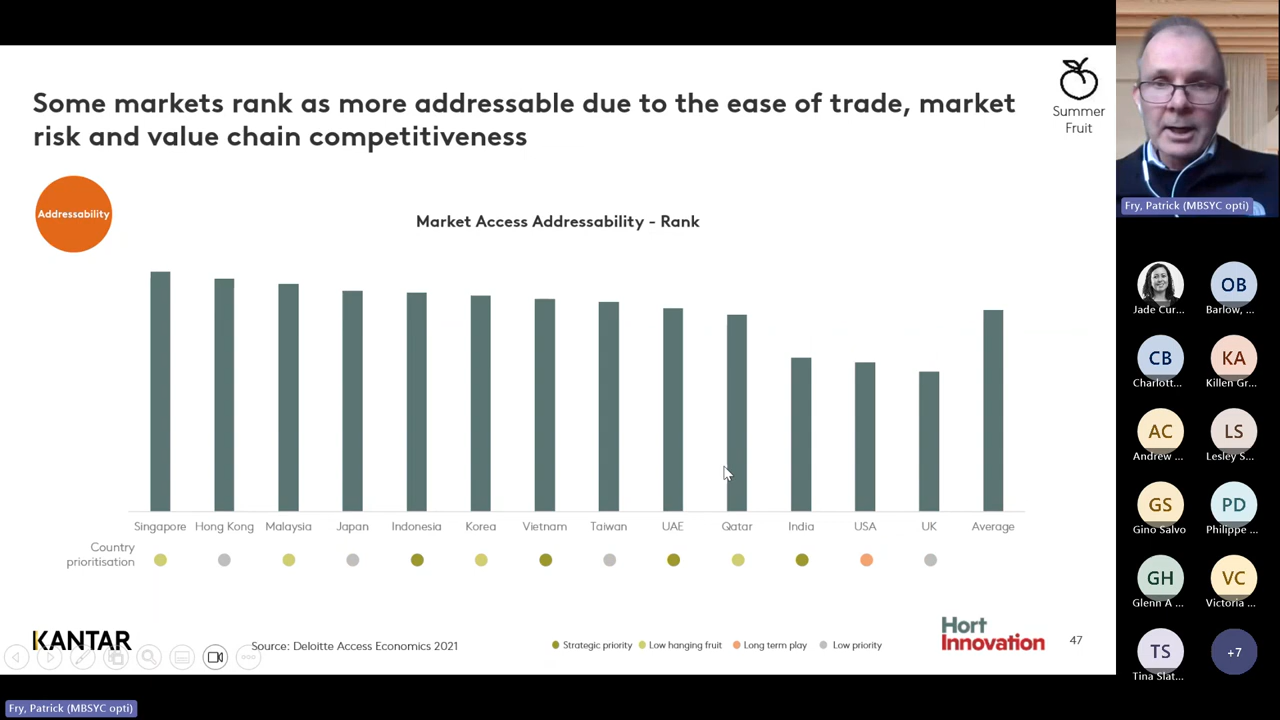 Some markets rank as more addressable due to the ease of trade, market
risk and value chain competitiveness
Summer
Fruit
Addressability
Market Access Addressability - Rank
Singapore Hong Kong Malaysia Japan Indonesia Korea Vietnam Taiwan UAE Qatar India USA UK Average
Country
prioritisation
KANTAR
Source: Deloitte Access Economics 2021
Strategic priority Low hanging fruit Long term play Low priority
Hort
Innovation
47
Fry, Patrick (MBSYC opti)
OB
Jade Cur... Barlow, ...
CB KA
Charlott... Killen Gr...
AC LS
Andrew ... Lesley S...
GS PD
Gino Salvo Philippe ...
GH VC
Glenn A ... Victoria ...
TS +7
Tina Slat...
Fry, Patrick (MBSYC opti)